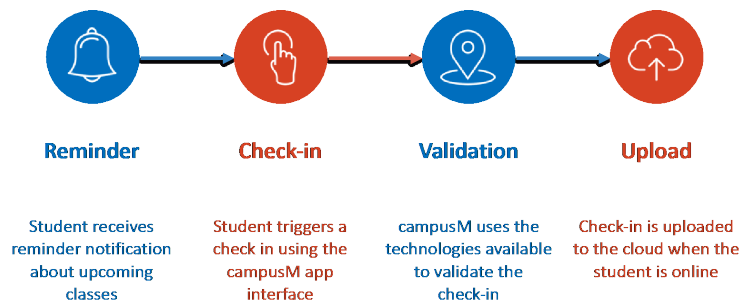 Reminder
Check-in
Validation
Upload
Student receives
reminder notification
about upcoming
classes
Student triggers a
check in using the
campusM app
interface
campusM uses the
technologies available
to validate the
check-in
Check-in is uploaded
to the cloud when the
student is online